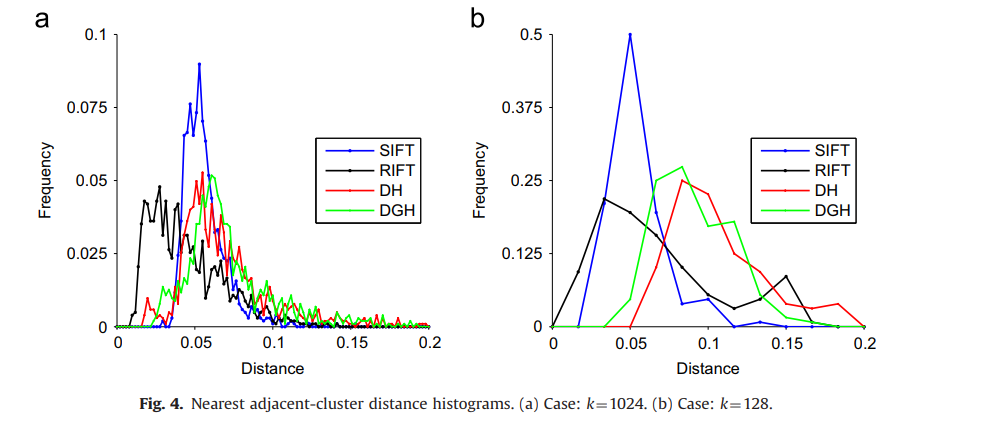 a
0.1
0.075
0.05
0.025
0
Frequency
0 0.05 0.1 0.15 0.2
Distance
SIFT
RIFT
DH
DGH
b
0.5
0.375
0.25
0.125
0
Frequency
0 0.05 0.1 0.15 0.2
Distance
SIFT
RIFT
DH
DGH
Fig. 4. Nearest adjacent-cluster distance histograms. (a) Case: k=1024. (b) Case: k=128.